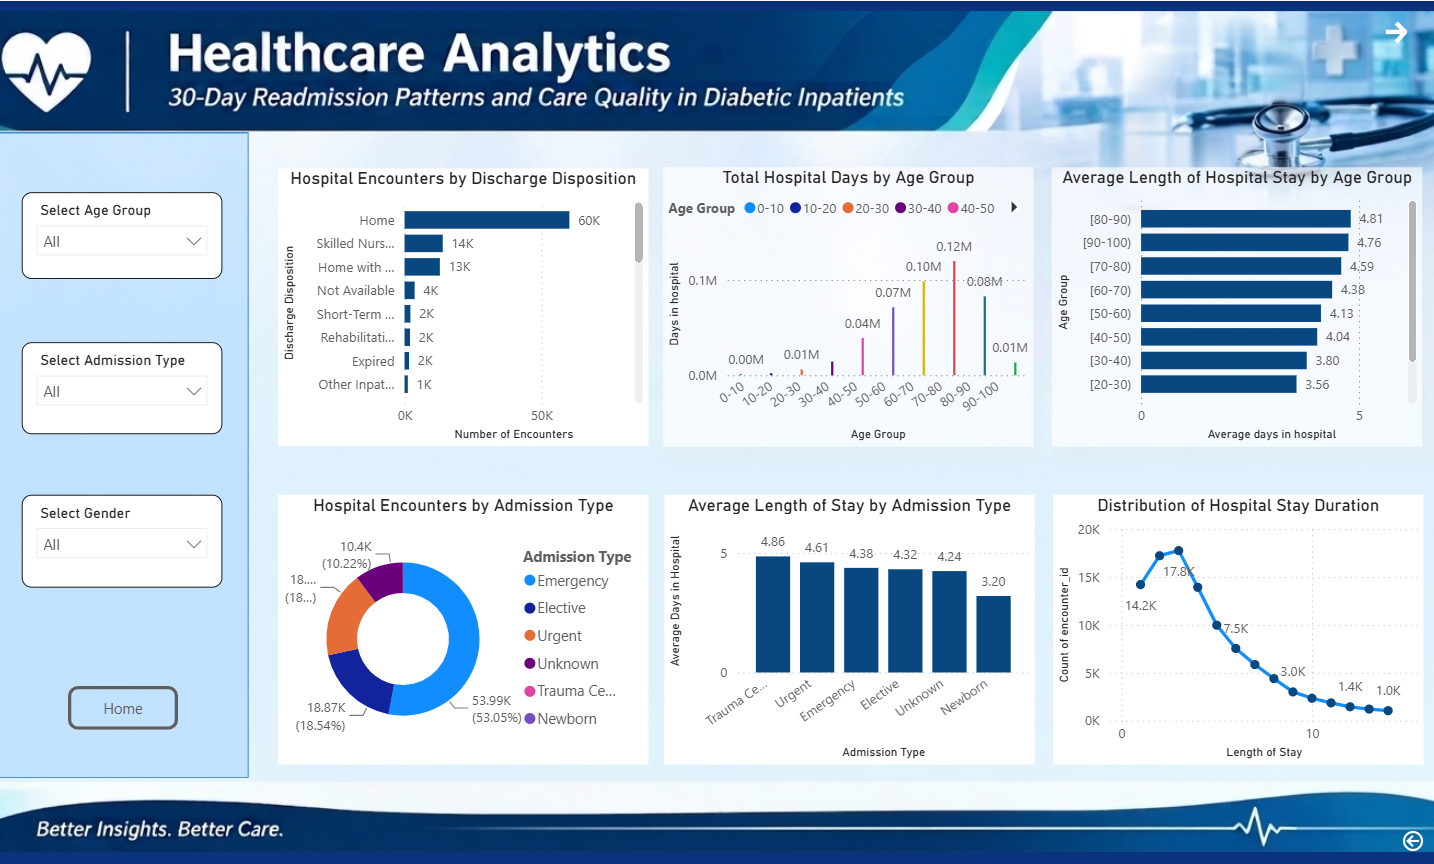 Healthcare Analytics
30-Day Readmission Patterns and Care Quality in Diabetic Inpatients
Select Age Group
All
Select Admission Type
All
Select Gender
All
Home
Hospital Encounters by Discharge Disposition
Discharge Disposition
Home 60K
Skilled Nurs... 14K
Home with ... 13K
Not Available 4K
Short-Term ... 2K
Rehabilitati... 2K
Expired 2K
Other Inpat... 1K
0K 50K
Number of Encounters
Total Hospital Days by Age Group
Age Group 0-10 10-20 20-30 30-40 40-50
Days in hospital
0.1M
0.0M
0.00M 0.01M 0.04M 0.07M 0.10M 0.12M 0.08M 0.01M
0-10 10-20 20-30 30-40 40-50 50-60 60-70 70-80 80-90 90-100
Age Group
Average Length of Hospital Stay by Age Group
Age Group
[80-90) 4.81
[90-100) 4.76
[70-80) 4.59
[60-70) 4.38
[50-60) 4.13
[40-50) 4.04
[30-40) 3.80
[20-30) 3.56
0 5
Average days in hospital
Hospital Encounters by Admission Type
10.4K
(10.22%)
18....
(18...)
18.87K
(18.54%)
53.99K
(53.05%)
Admission Type
Emergency
Elective
Urgent
Unknown
Trauma Ce...
Newborn
Average Length of Stay by Admission Type
Average Days in Hospital
5
0
4.86 4.61 4.38 4.32 4.24 3.20
Trauma Ce... Urgent Emergency Elective Unknown Newborn
Admission Type
Distribution of Hospital Stay Duration
Count of encounter_id
20K
15K
10K
5K
0K
14.2K 17.8K 7.5K 3.0K 1.4K 1.0K
0 10
Length of Stay
Better Insights. Better Care.